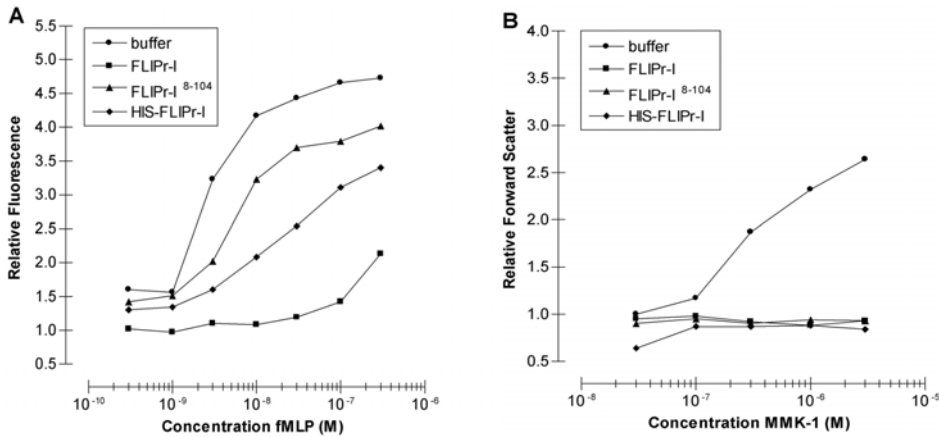 A
5.5
5.0
4.5
4.0
3.5
3.0
2.5
2.0
1.5
1.0
0.5
Relative Fluorescence
buffer
FLIPr-I
FLIPr-I 8-104
HIS-FLIPr-I
10-10
10-9
10-8
10-7
10-6
Concentration fMLP (M)
B
4.0
3.5
3.0
2.5
2.0
1.5
1.0
0.5
Relative Forward Scatter
buffer
FLIPr-I
FLIPr-I 8-104
HIS-FLIPr-I
10-8
10-7
10-6
10-5
Concentration MMK-1 (M)